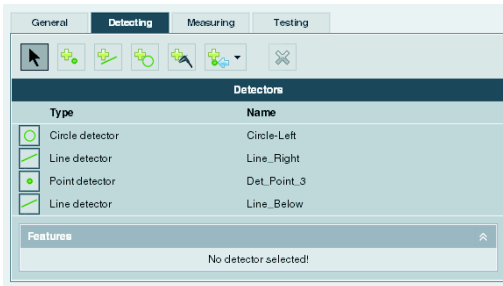 General Detecting Measuring Testing
Detectors
Type Name
Circle detector Circle-Left
Line detector Line_Right
Point detector Det_Point_3
Line detector Line_Below
Features
No detector selected!